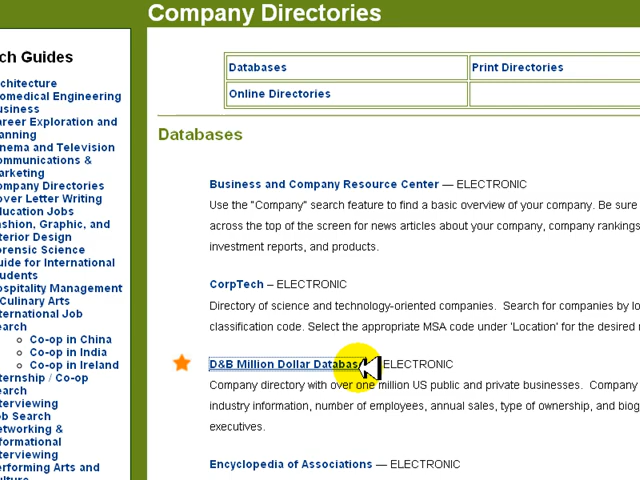 Company Directories
ch Guides
chitecture
omedical Engineering
usiness
areer Exploration and
anning
nema and Television
ommunications &
arketing
ompany Directories
over Letter Writing
ducation Jobs
ashion, Graphic, and
terior Design
orensic Science
uide for International
udents
ospitality Management
Culinary Arts
ternational Job
earch
Co-op in China
Co-op in India
Co-op in Ireland
ternship / Co-op
earch
terviewing
ob Search
etworking &
formational
terviewing
erforming Arts and
ulture
Databases
Print Directories
Online Directories
Databases
Business and Company Resource Center — ELECTRONIC
Use the "Company" search feature to find a basic overview of your company. Be sure
across the top of the screen for news articles about your company, company rankings
investment reports, and products.
CorpTech – ELECTRONIC
Directory of science and technology-oriented companies. Search for companies by lo
classification code. Select the appropriate MSA code under 'Location' for the desired
D&B Million Dollar Databas ELECTRONIC
Company directory with over one million US public and private businesses. Company
industry information, number of employees, annual sales, type of ownership, and biog
executives.
Encyclopedia of Associations — ELECTRONIC